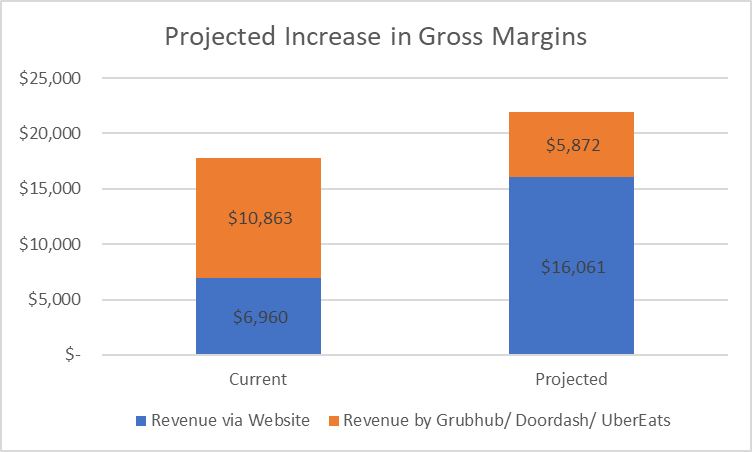 Projected Increase in Gross Margins
$25,000
$20,000
$15,000
$10,000
$5,000
$-
$10,863
$6,960
$5,872
$16,061
Current
Projected
Revenue via Website
Revenue by Grubhub/ Doordash/ UberEats